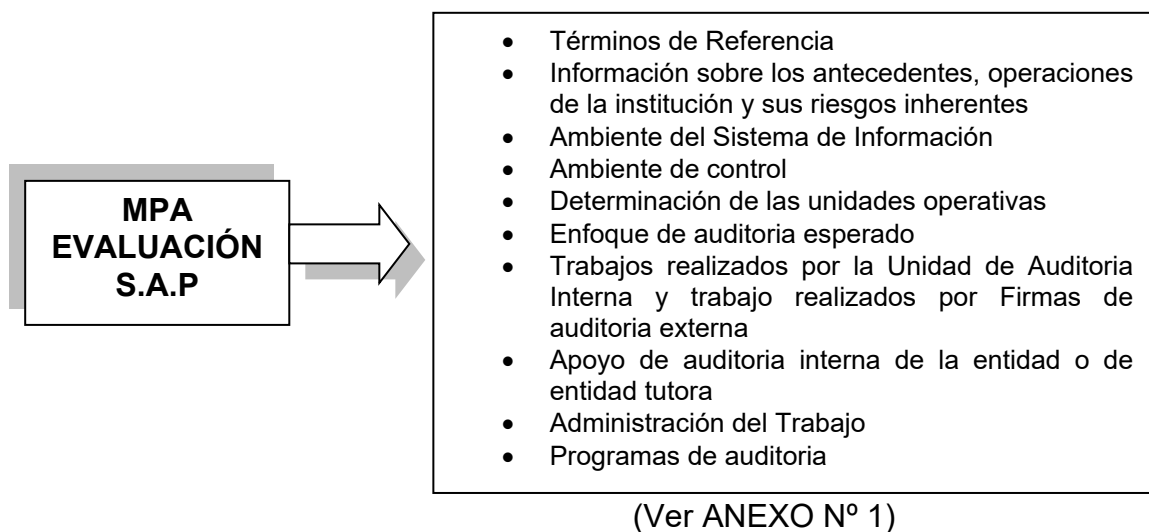 MPA
EVALUACIÓN
S.A.P
• Términos de Referencia
• Información sobre los antecedentes, operaciones
de la institución y sus riesgos inherentes
• Ambiente del Sistema de Información
• Ambiente de control
• Determinación de las unidades operativas
• Enfoque de auditoria esperado
• Trabajos realizados por la Unidad de Auditoria
Interna y trabajo realizados por Firmas de
auditoria externa
• Apoyo de auditoria interna de la entidad o de
entidad tutora
• Administración del Trabajo
• Programas de auditoria
(Ver ANEXO Nº 1)